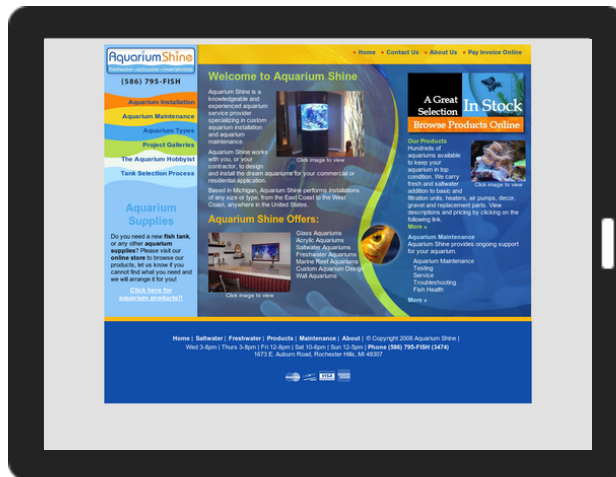 AquariumShine
freshwater • saltwater • invertebrates
(586) 795-FISH
Aquarium Installation
Aquarium Maintenance
Aquarium Types
Project Galleries
The Aquarium Hobbyist
Tank Selection Process
Aquarium
Supplies
Do you need a new fish tank,
or any other aquarium
supplies? Please visit our
online store to browse our
products, let us know if you
cannot find what you need and
we will arrange it for you!
Click here for
aquarium products!!
• Home • Contact Us • About Us • Pay Invoice Online
Welcome to Aquarium Shine
Aquarium Shine is a
knowledgeable and
experienced aquarium
service provider
specializing in custom
aquarium installation
and aquarium
maintenance.
Aquarium Shine works
with you, or your
contractor, to design
and install the dream aquariums for your commercial or
residential application.
Click image to view
Based in Michigan, Aquarium Shine performs installations
of any size or type, from the East Coast to the West
Coast, anywhere in the United States.
Aquarium Shine Offers:
Glass Aquariums
Acrylic Aquariums
Saltwater Aquariums
Freshwater Aquariums
Marine Reef Aquariums
Custom Aquarium Design
Wall Aquariums
Click image to view
A Great
Selection In Stock
Browse Products Online
Our Products
Hundreds of
aquariums available
to keep your
aquarium in top
condition. We carry
fresh and saltwater
addition to basic and
filtration units, heaters, air pumps, decor,
gravel and replacement parts. View
descriptions and pricing by clicking on the
following link.
More »
Click image to view
Aquarium Maintenance
Aquarium Shine provides ongoing support
for your aquarium.
Aquarium Maintenance
Testing
Service
Troubleshooting
Fish Health
More »
Home | Saltwater | Freshwater | Products | Maintenance | About | © Copyright 2008 Aquarium Shine |
Wed 3-8pm | Thurs 3-8pm | Fri 12-8pm | Sat 10-6pm | Sun 12-5pm | Phone (586) 795-FISH (3474)
1673 E. Auburn Road, Rochester Hills, MI 48307
VISA